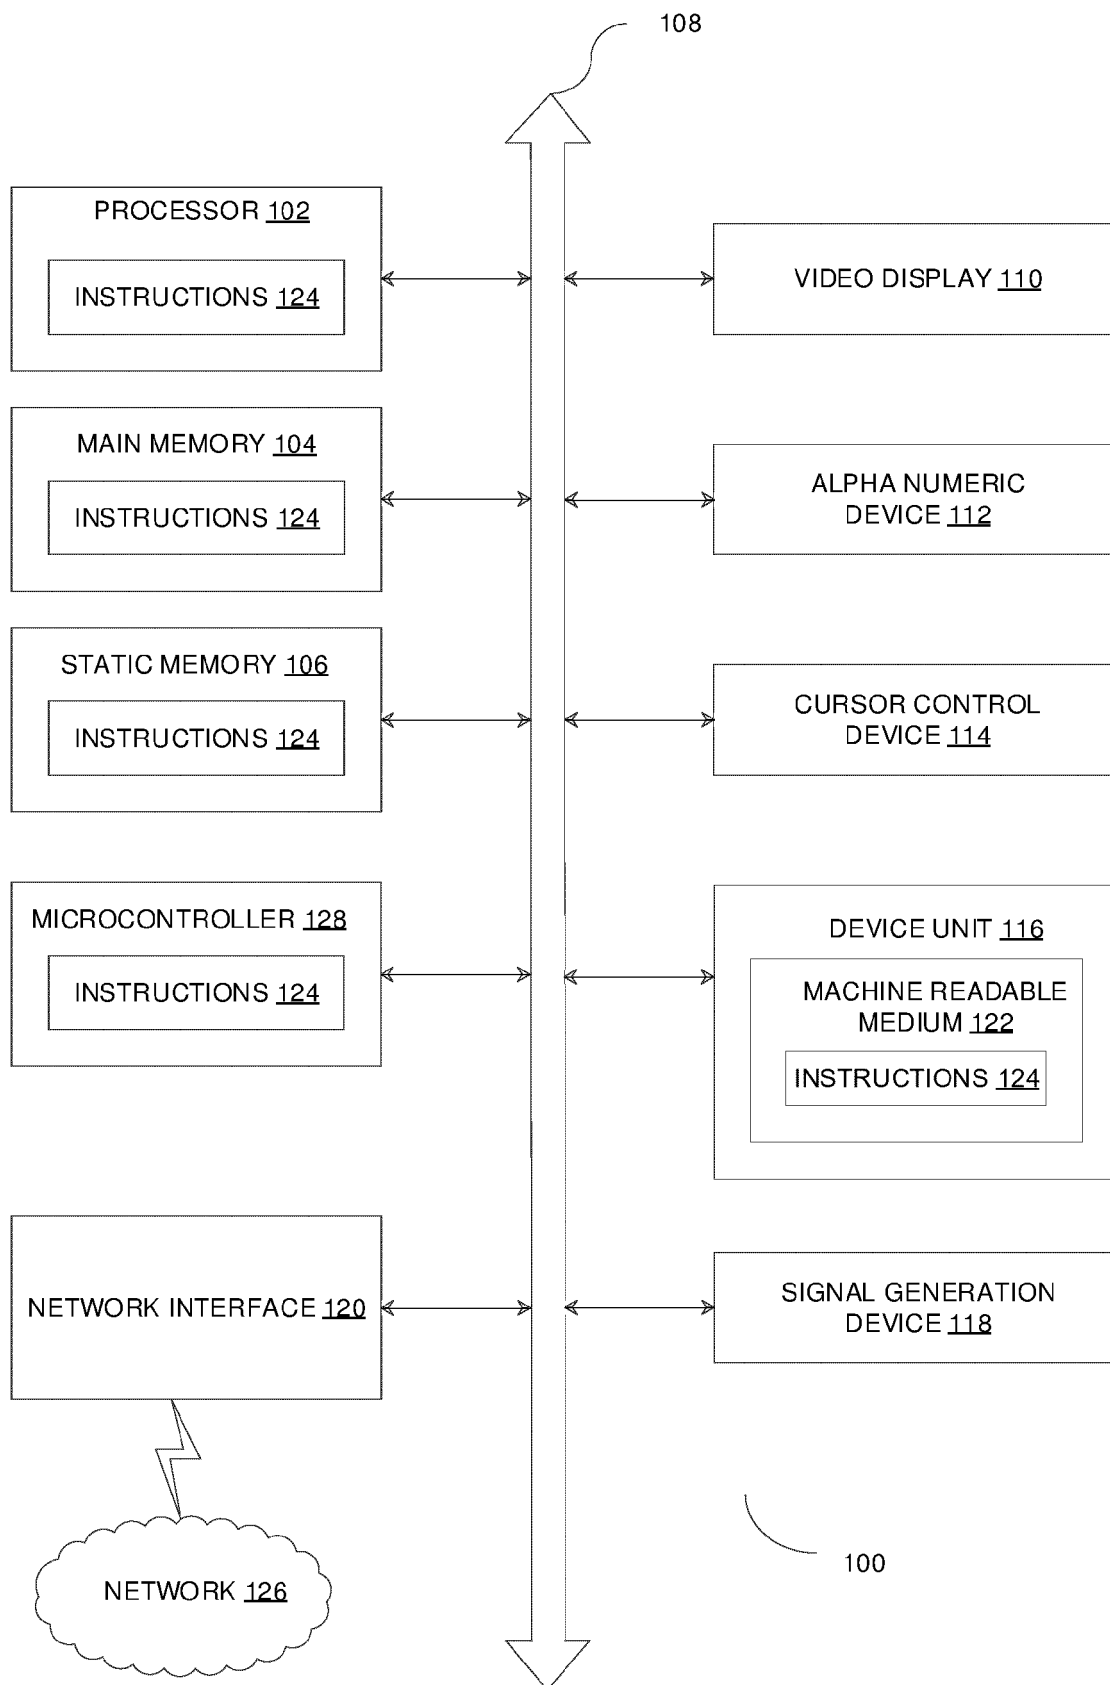 108
PROCESSOR 102
INSTRUCTIONS 124
MAIN MEMORY 104
INSTRUCTIONS 124
STATIC MEMORY 106
INSTRUCTIONS 124
MICROCONTROLLER 128
INSTRUCTIONS 124
NETWORK INTERFACE 120
NETWORK 126
VIDEO DISPLAY 110
ALPHA NUMERIC
DEVICE 112
CURSOR CONTROL
DEVICE 114
DEVICE UNIT 116
MACHINE READABLE
MEDIUM 122
INSTRUCTIONS 124
SIGNAL GENERATION
DEVICE 118
100